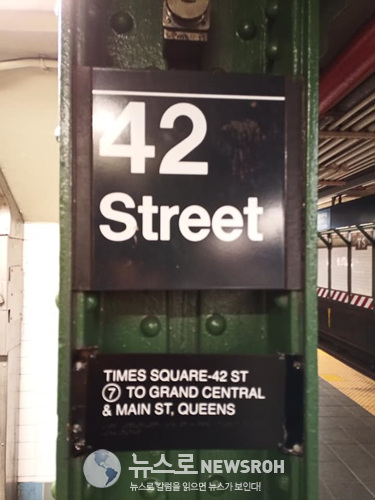 42
Street
TIMES SQUARE-42 ST
⑦ TO GRAND CENTRAL
& MAIN ST, QUEENS
뉴스로 NEWSROH
뉴스로 칼럼을 읽으면 뉴스가 보인다!